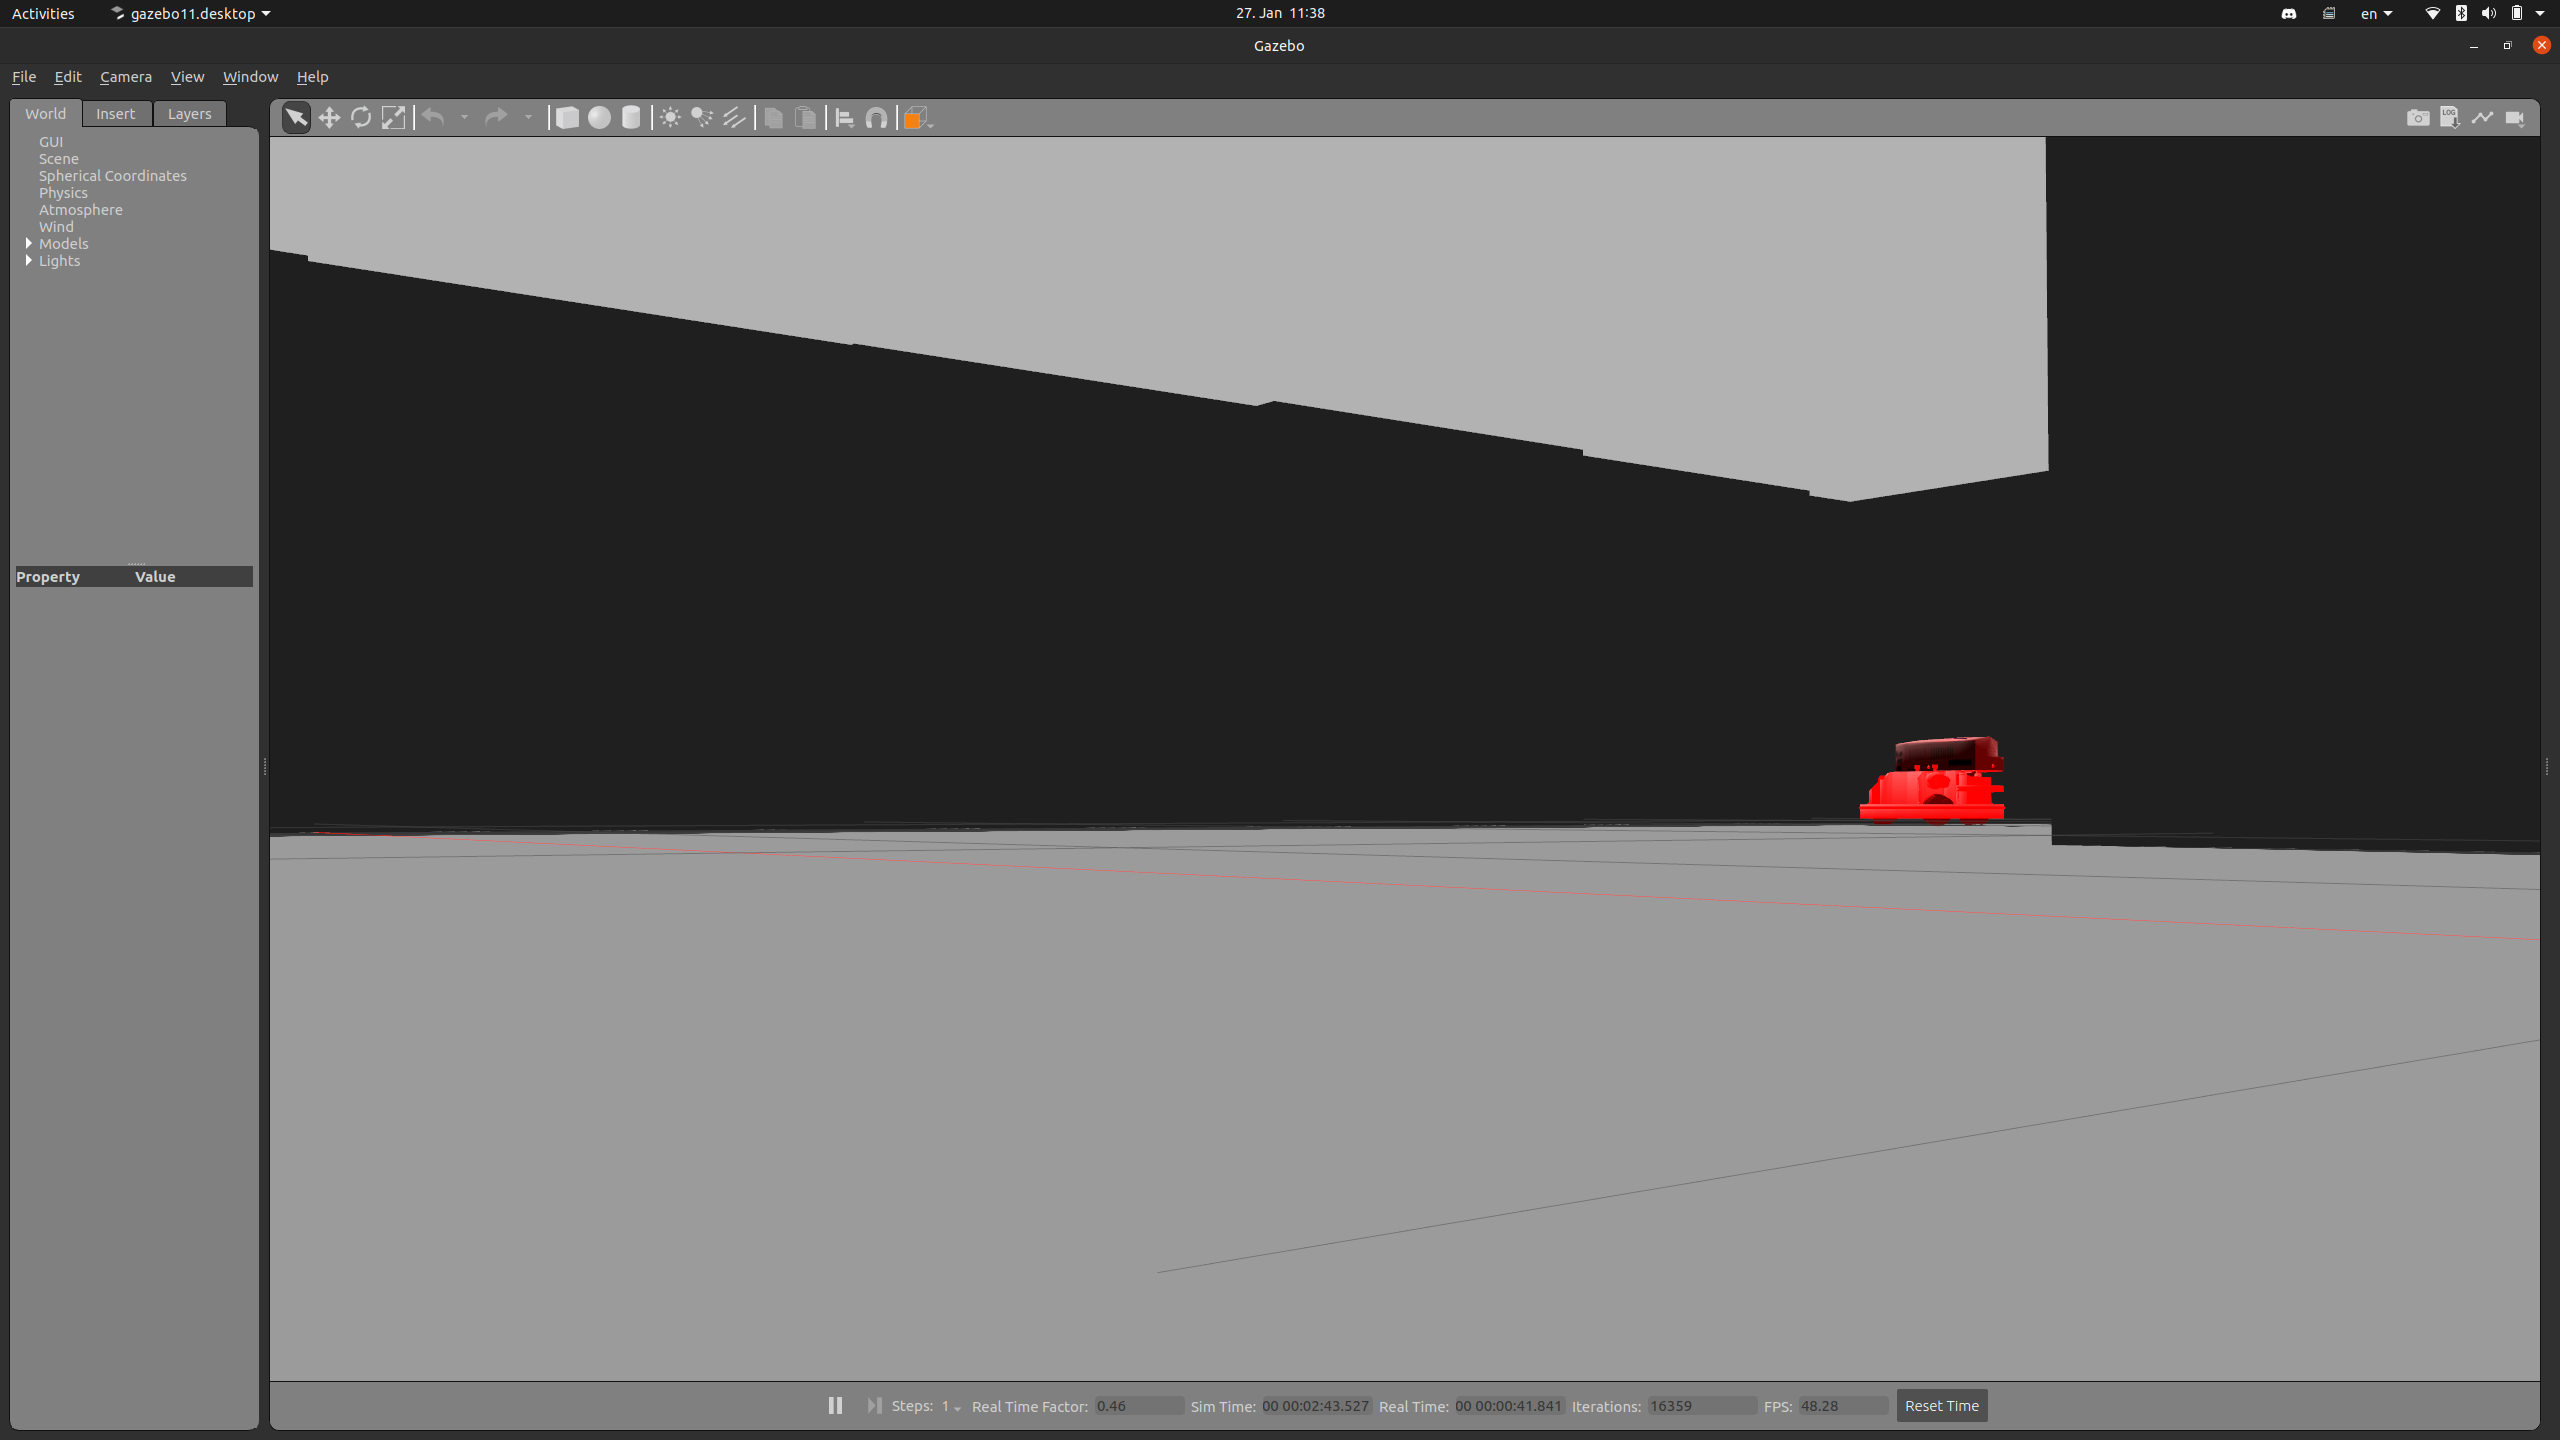 Activities gazebo11.desktop 27. Jan 11:38 en
Gazebo
File Edit Camera View Window Help
World Insert Layers
LOG
GUI
Scene
Spherical Coordinates
Physics
Atmosphere
Wind
Models
Lights
Property Value
Steps: 1 Real Time Factor: 0.46 Sim Time: 00 00:02:43.527 Real Time: 00 00:00:41.841 Iterations: 16359 FPS: 48.28 Reset Time